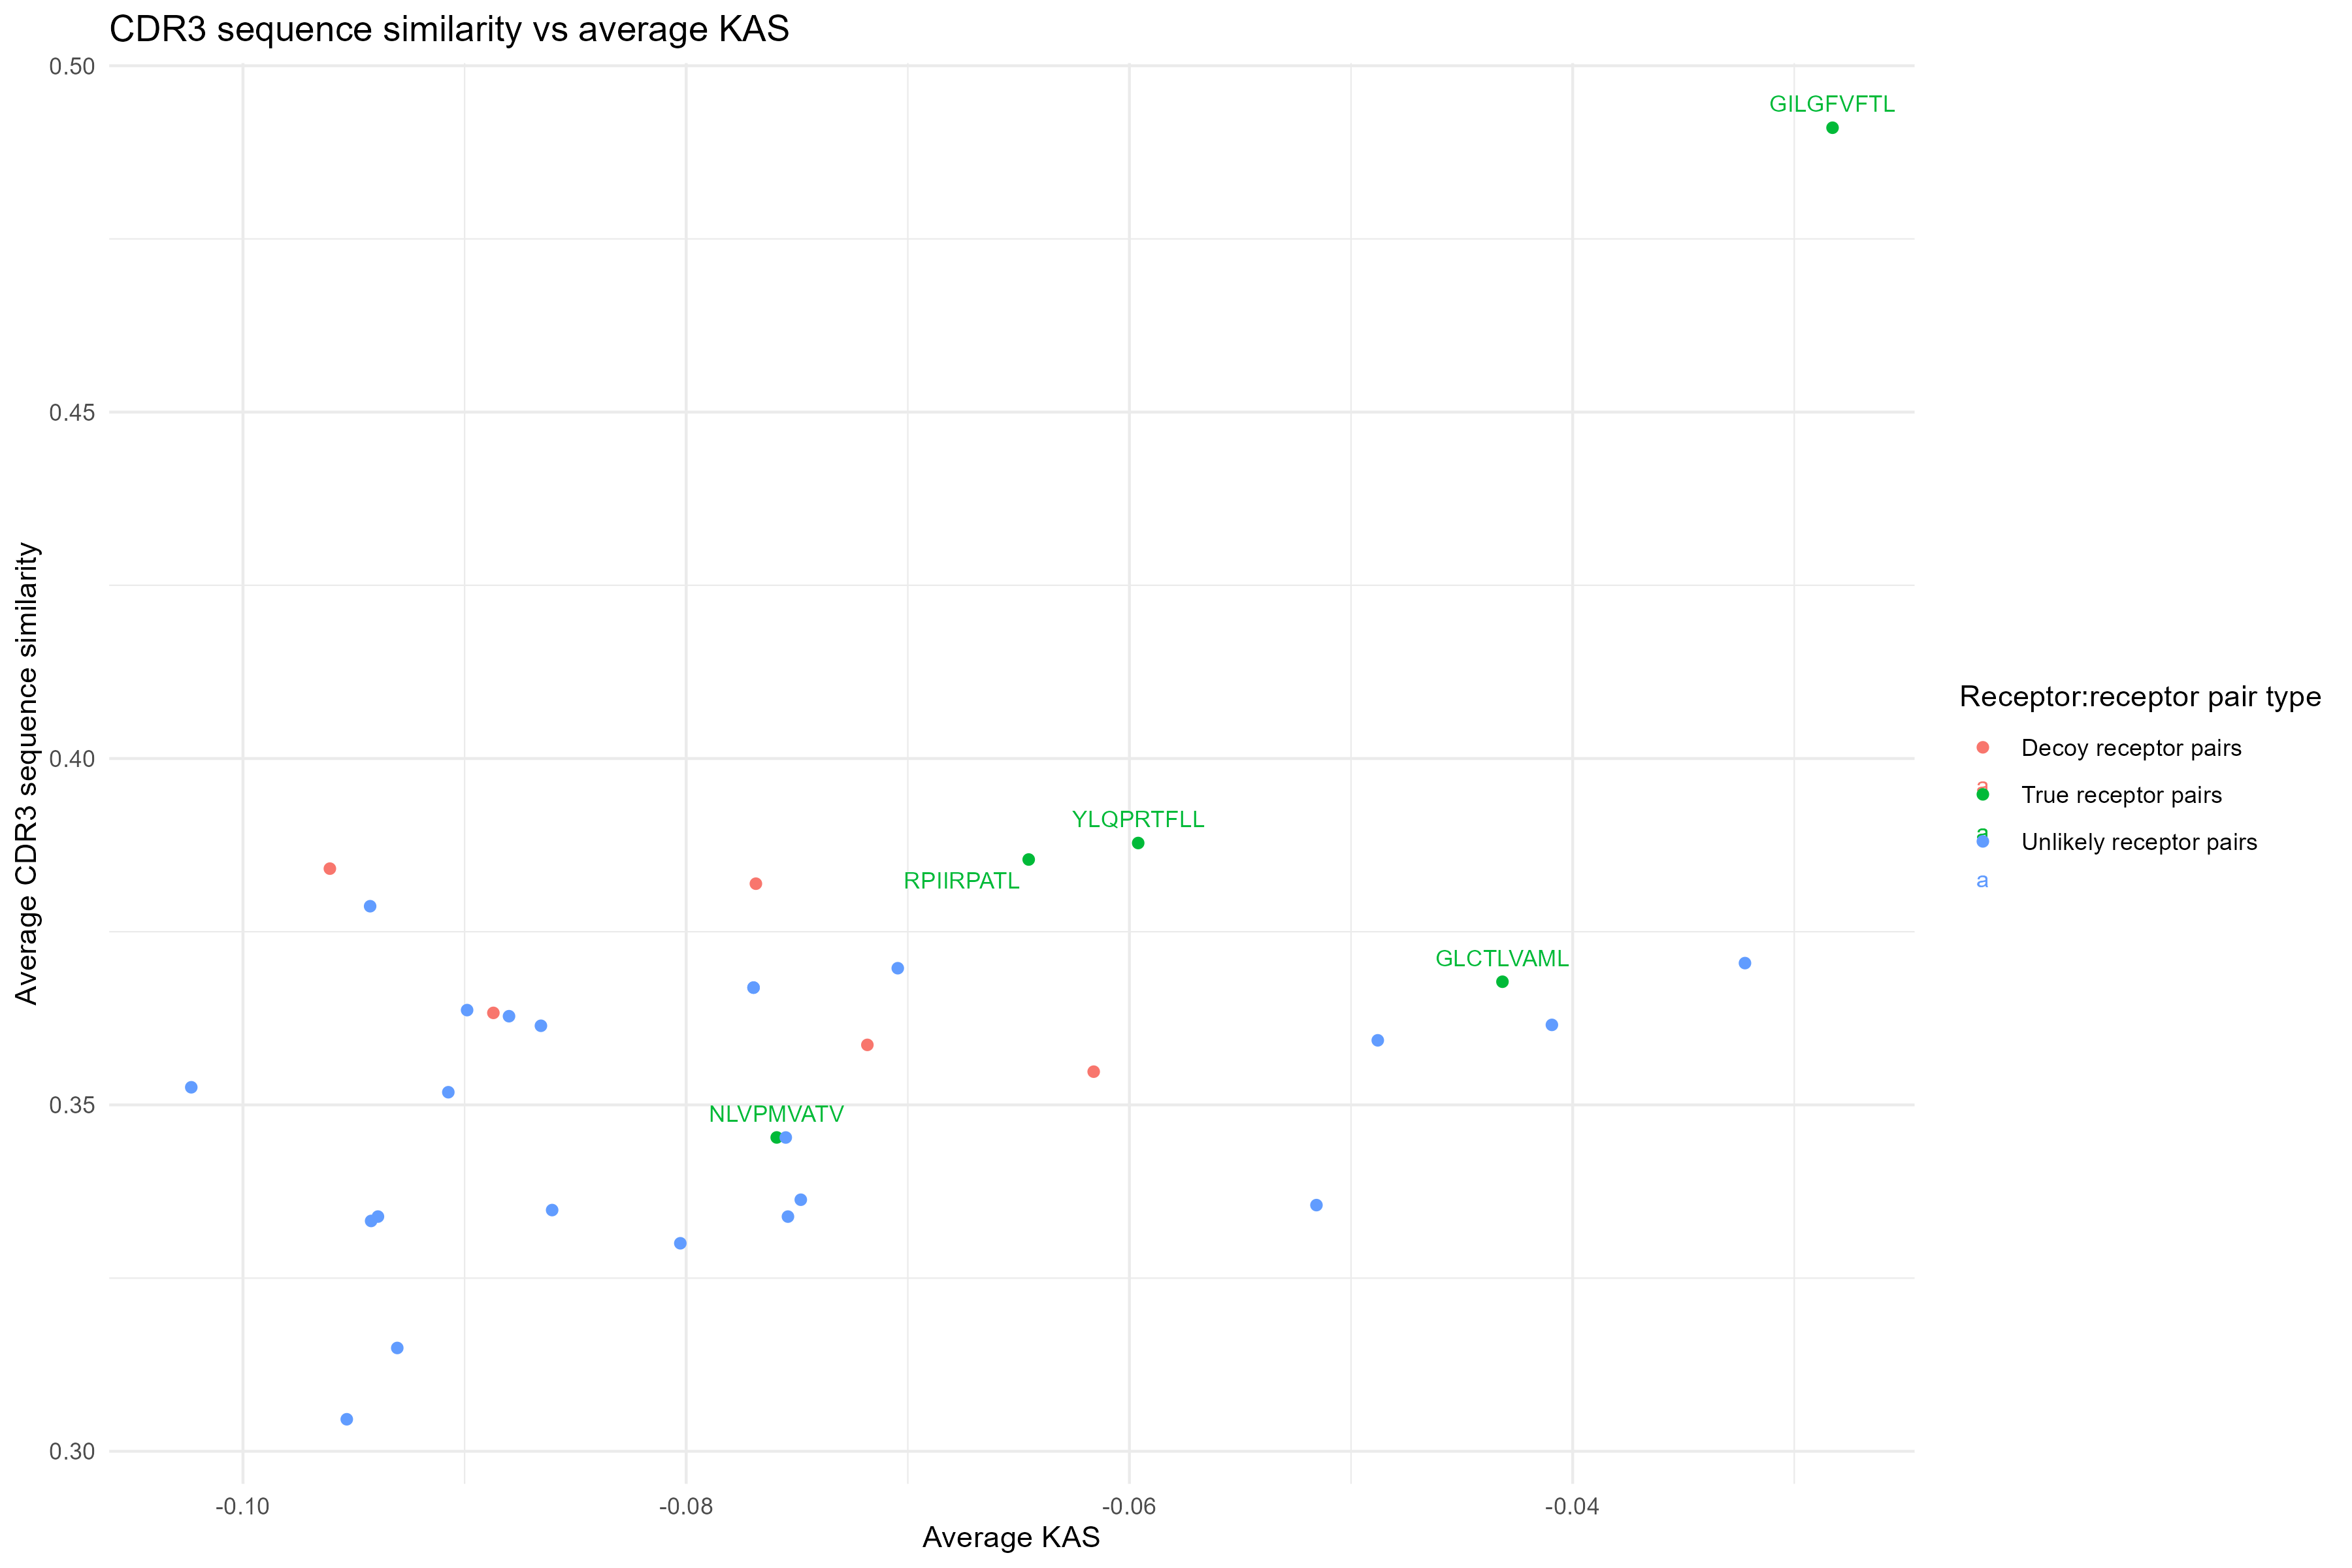 CDR3 sequence similarity vs average KAS
0.50
0.45
0.40
0.35
0.30
Average CDR3 sequence similarity
GILGFVFTL
YLQPRTFLL
RPIIRPATL
GLCTLVAML
NLVPMVATV
-0.10
-0.08
-0.06
-0.04
Average KAS
Receptor:receptor pair type
Decoy receptor pairs
a
True receptor pairs
a
Unlikely receptor pairs
a